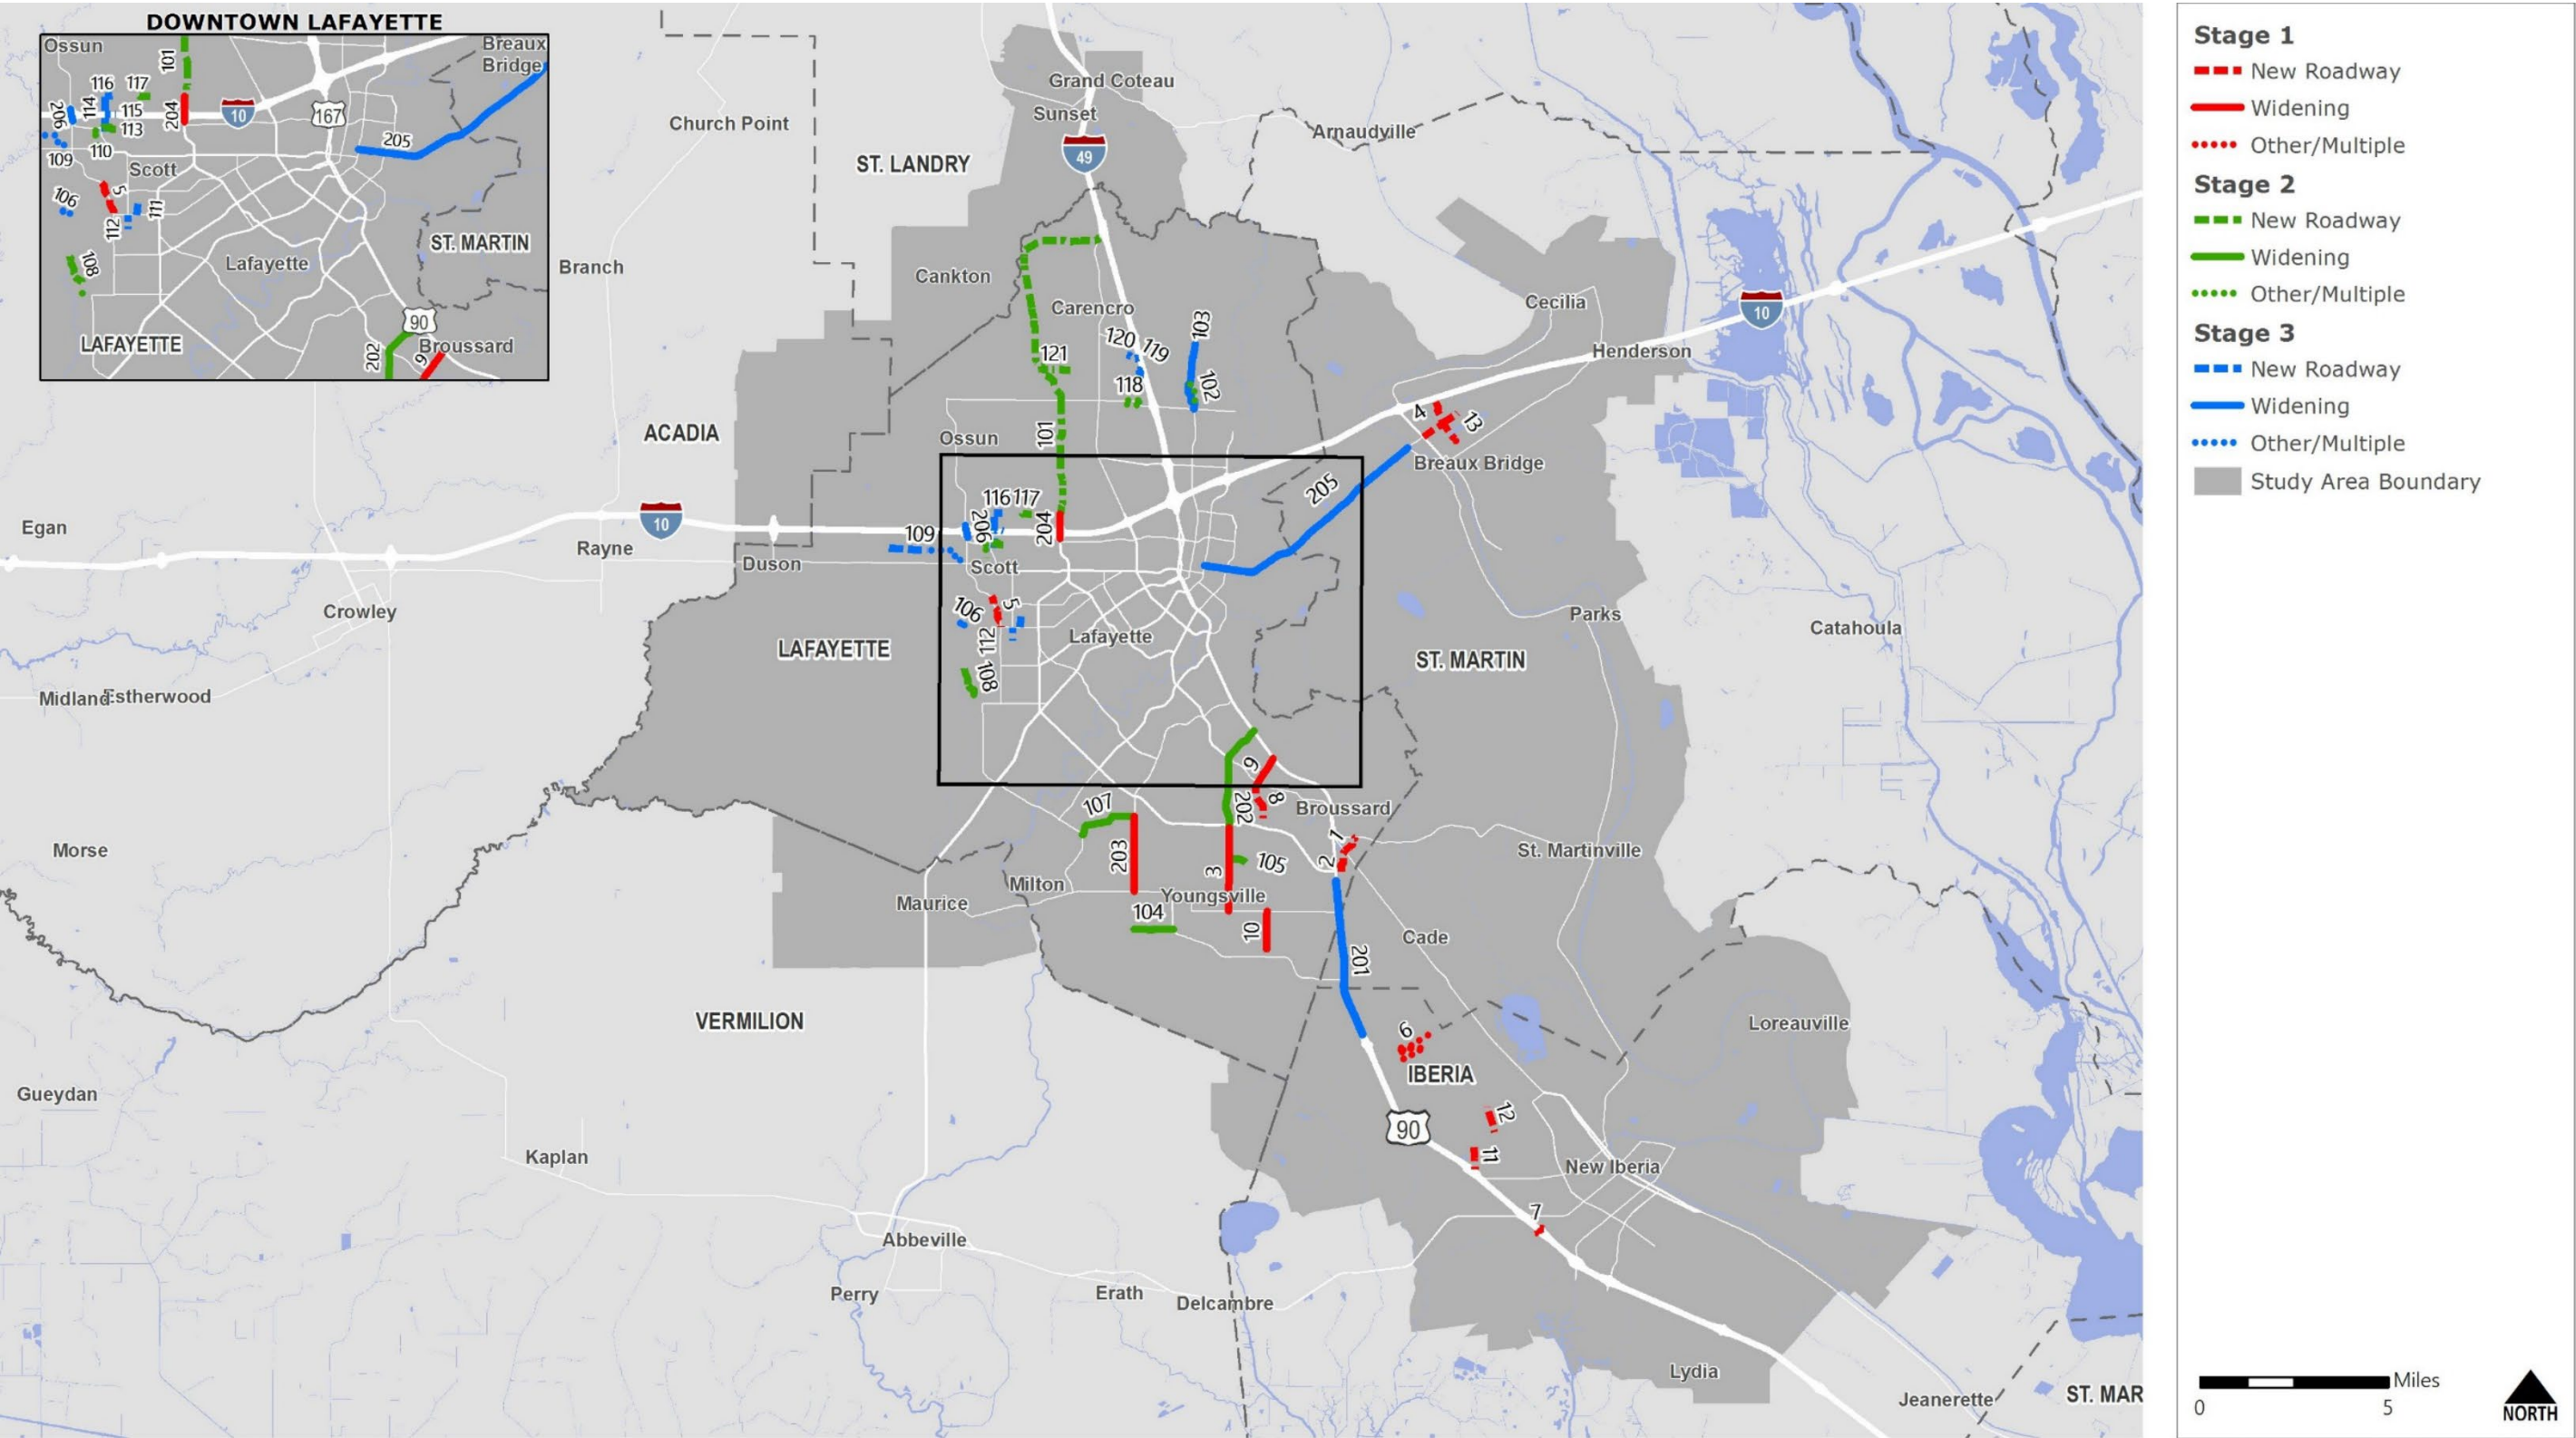 DOWNTOWN LAFAYETTE
Ossun
Breaux
Bridge
101
116
117
206
114
115
204
10
167
113
205
109
110
Scott
106
5
111
112
ST. MARTIN
108
Lafayette
90
LAFAYETTE
202
9
Broussard
Grand Coteau
Sunset
Church Point
Arnaudville
ST. LANDRY
49
Branch
Cankton
Carencro
Cecilia
10
103
120
119
121
Henderson
118
102
4
13
ACADIA
Ossun
101
Breaux Bridge
205
116
117
10
206
204
109
Egan
Rayne
Duson
Scott
Crowley
106
5
112
Lafayette
Parks
Catahoula
LAFAYETTE
ST. MARTIN
108
Midland
Estherwood
9
8
202
107
Broussard
1
2
Morse
203
3
105
St. Martinville
Milton
Youngsville
Maurice
104
10
Cade
201
VERMILION
6
Loreauville
IBERIA
Gueydan
12
90
11
Kaplan
New Iberia
7
Abbeville
Perry
Erath
Delcambre
Lydia
Jeanerette
ST. MAR
Stage 1
New Roadway
Widening
Other/Multiple
Stage 2
New Roadway
Widening
Other/Multiple
Stage 3
New Roadway
Widening
Other/Multiple
Study Area Boundary
Miles
0
5
NORTH